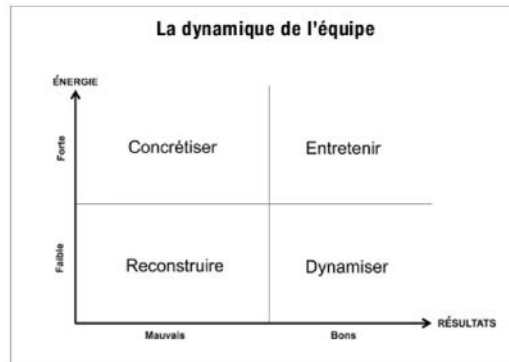 La dynamique de l'équipe
ÉNERGIE
Forte
Concrétiser
Entretenir
Faible
Reconstruire
Dynamiser
RÉSULTATS
Mauvais
Bons